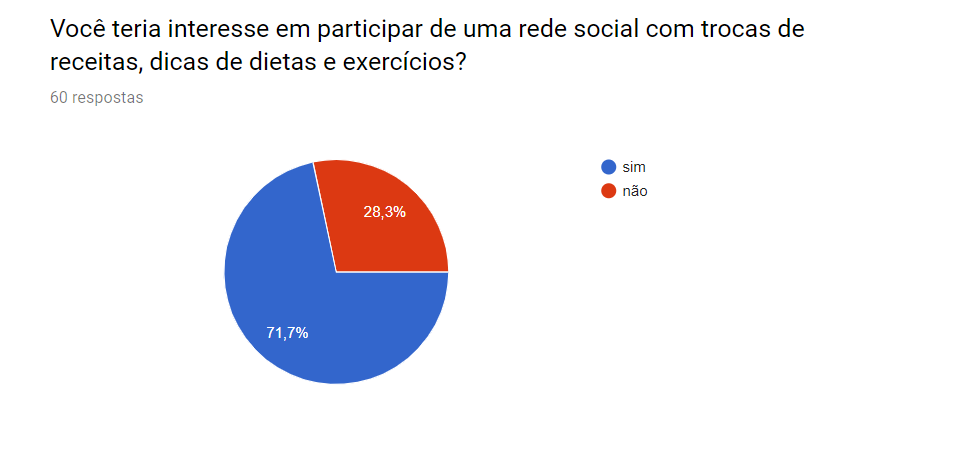 Você teria interesse em participar de uma rede social com trocas de
receitas, dicas de dietas e exercícios?
60 respostas
sim
não
28,3%
71,7%